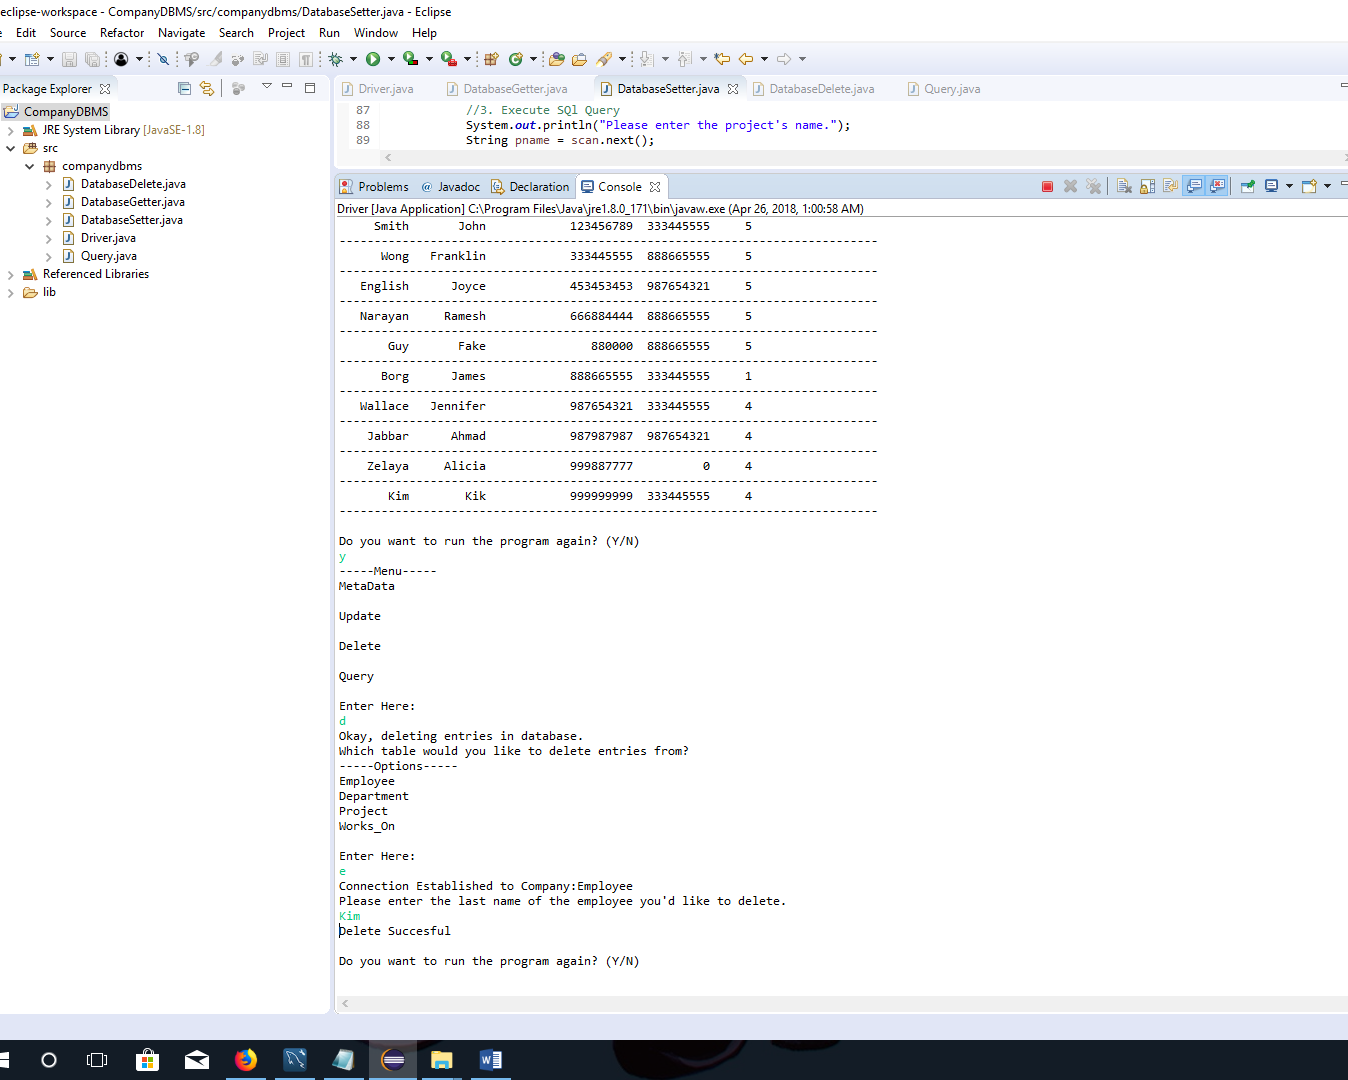 eclipse-workspace - CompanyDBMS/src/companydbms/DatabaseSetter.java - Eclipse
Edit Source Refactor Navigate Search Project Run Window Help
Package Explorer
CompanyDBMS
JRE System Library [JavaSE-1.8]
src
companydbms
DatabaseDelete.java
DatabaseGetter.java
DatabaseSetter.java
Driver.java
Query.java
Referenced Libraries
lib
Driver.java DatabaseGetter.java DatabaseSetter.java DatabaseDelete.java Query.java
87 //3. Execute SQl Query
88 System.out.println("Please enter the project's name.");
89 String pname = scan.next();
Problems @ Javadoc Declaration Console
Driver [Java Application] C:\Program Files\Java\jre1.8.0_171\bin\javaw.exe (Apr 26, 2018, 1:00:58 AM)
Smith John 123456789 333445555 5
-----------------------------------------------------------------------------
Wong Franklin 333445555 888665555 5
-----------------------------------------------------------------------------
English Joyce 453453453 987654321 5
-----------------------------------------------------------------------------
Narayan Ramesh 666884444 888665555 5
-----------------------------------------------------------------------------
Guy Fake 880000 888665555 5
-----------------------------------------------------------------------------
Borg James 888665555 333445555 1
-----------------------------------------------------------------------------
Wallace Jennifer 987654321 333445555 4
-----------------------------------------------------------------------------
Jabbar Ahmad 987987987 987654321 4
-----------------------------------------------------------------------------
Zelaya Alicia 999887777 0 4
-----------------------------------------------------------------------------
Kim Kik 999999999 333445555 4
-----------------------------------------------------------------------------
Do you want to run the program again? (Y/N)
y
-----Menu-----
MetaData
Update
Delete
Query
Enter Here:
d
Okay, deleting entries in database.
Which table would you like to delete entries from?
-----Options-----
Employee
Department
Project
Works_On
Enter Here:
e
Connection Established to Company:Employee
Please enter the last name of the employee you'd like to delete.
Kim
Delete Succesful
Do you want to run the program again? (Y/N)